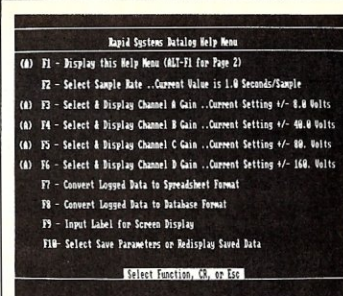 Rapid Systems Datalog Help Menu
(A) F1 - Display this Help Menu (ALT-F1 for Page 2)
F2 - Select Sample Rate ..Current Value is 1.0 Seconds/Sample
(A) F3 - Select & Display Channel A Gain ..Current Setting +/- 8.0 Volts
(A) F4 - Select & Display Channel B Gain ..Current Setting +/- 40.0 Volts
(A) F5 - Select & Display Channel C Gain ..Current Setting +/- 80. Volts
(A) F6 - Select & Display Channel D Gain ..Current Setting +/- 160. Volts
F7 - Convert Logged Data to Spreadsheet Format
F8 - Convert Logged Data to Database Format
F9 - Input Label for Screen Display
F10- Select Save Parameters or Redisplay Saved Data
Select Function, CR, or Esc